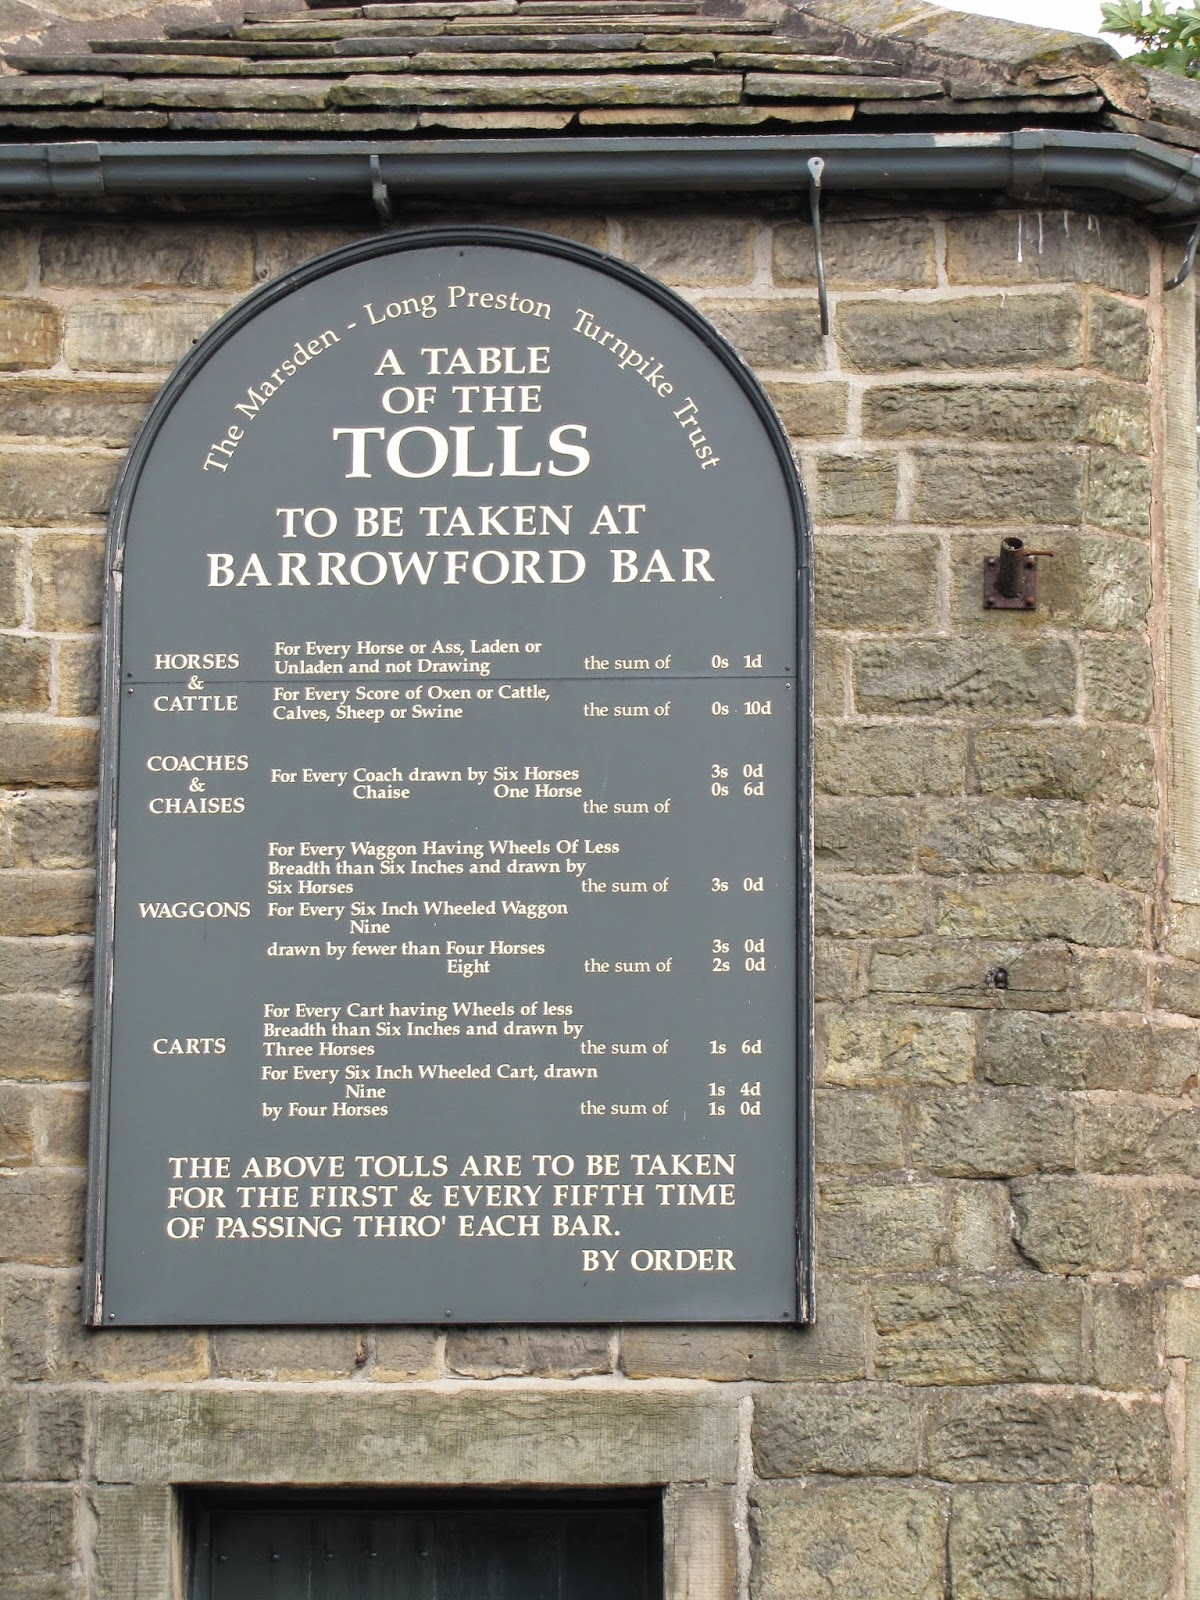 The Marsden - Long Preston Turnpike Trust
A TABLE
OF THE
TOLLS
TO BE TAKEN AT
BARROWFORD BAR
HORSES
&
CATTLE
For Every Horse or Ass, Laden or
Unladen and not Drawing the sum of 0s 1d
For Every Score of Oxen or Cattle,
Calves, Sheep or Swine the sum of 0s 10d
COACHES
&
CHAISES
For Every Coach drawn by Six Horses 3s 0d
Chaise One Horse 0s 6d
the sum of
WAGGONS
For Every Waggon Having Wheels Of Less
Breadth than Six Inches and drawn by
Six Horses the sum of 3s 0d
For Every Six Inch Wheeled Waggon
Nine
drawn by fewer than Four Horses 3s 0d
Eight the sum of 2s 0d
CARTS
For Every Cart having Wheels of less
Breadth than Six Inches and drawn by
Three Horses the sum of 1s 6d
For Every Six Inch Wheeled Cart, drawn
Nine 1s 4d
by Four Horses the sum of 1s 0d
THE ABOVE TOLLS ARE TO BE TAKEN
FOR THE FIRST & EVERY FIFTH TIME
OF PASSING THRO' EACH BAR.
BY ORDER